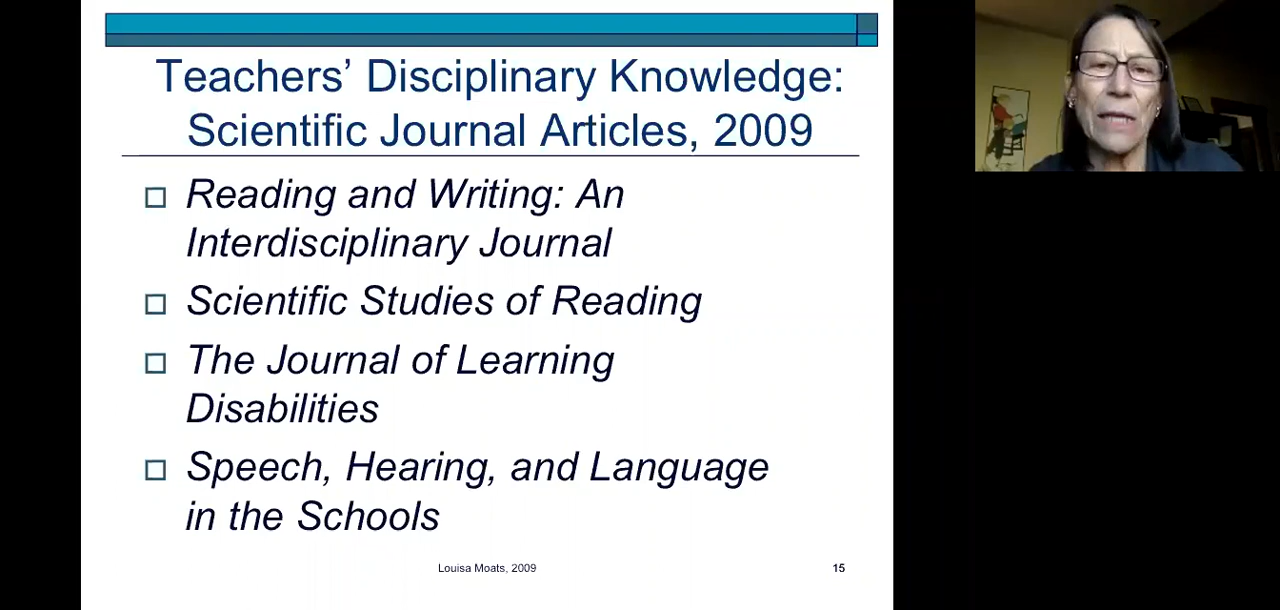 Teachers’ Disciplinary Knowledge:
Scientific Journal Articles, 2009
Reading and Writing: An
Interdisciplinary Journal
Scientific Studies of Reading
The Journal of Learning
Disabilities
Speech, Hearing, and Language
in the Schools
Louisa Moats, 2009
15